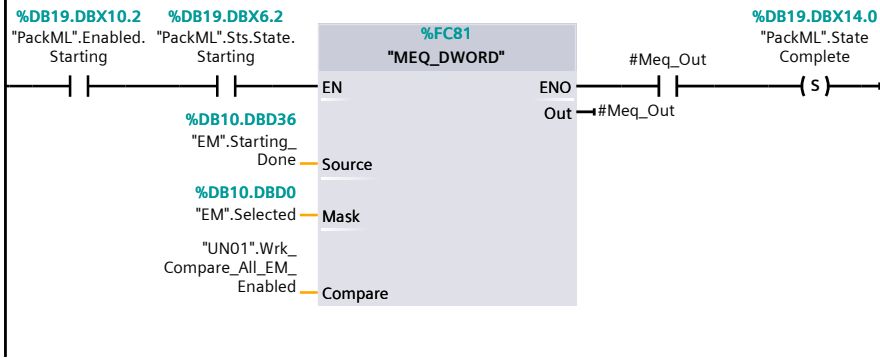 %DB19.DBX10.2
"PackML".Enabled.
Starting
%DB19.DBX6.2
"PackML".Sts.State.
Starting
%FC81
"MEQ_DWORD"
%DB19.DBX14.0
"PackML".State
Complete
#Meq_Out
S
EN
ENO
Out
#Meq_Out
%DB10.DBD36
"EM".Starting_
Done
Source
%DB10.DBD0
"EM".Selected
Mask
"UN01".Wrk_
Compare_All_EM_
Enabled
Compare